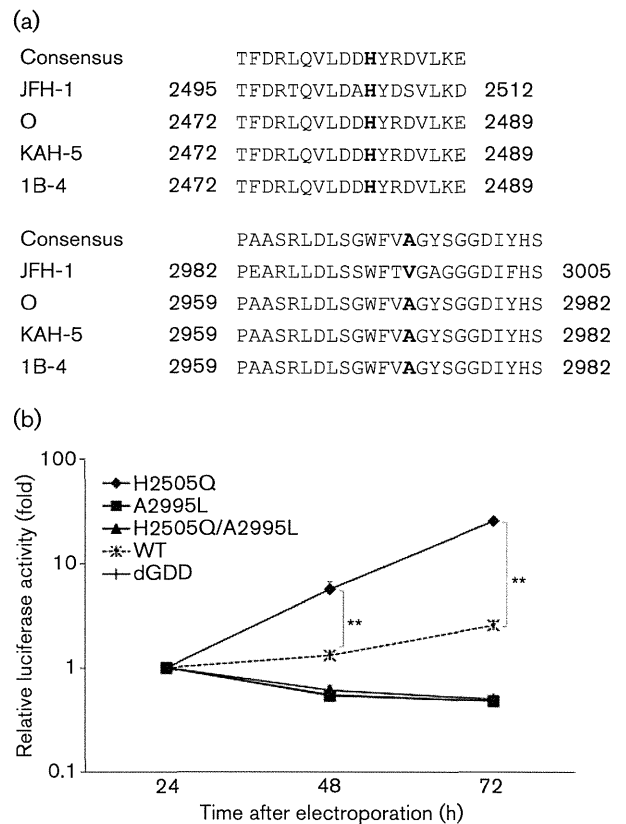 (a)
Consensus TFDRLQVLDDHYRDVLKE
JFH-1 2495 TFDRTQVLDAHYDSVLKD 2512
O 2472 TFDRLQVLDDHYRDVLKE 2489
KAH-5 2472 TFDRLQVLDDHYRDVLKE 2489
1B-4 2472 TFDRLQVLDDHYRDVLKE 2489
Consensus PAASRLDLSGWFVAGYSGGDIYHS
JFH-1 2982 PEARLLDLSSWFTVGAGGGDIFHS 3005
O 2959 PAASRLDLSGWFVAGYSGGDIYHS 2982
KAH-5 2959 PAASRLDLSGWFVAGYSGGDIYHS 2982
1B-4 2959 PAASRLDLSGWFVAGYSGGDIYHS 2982
(b)
Relative luciferase activity (fold)
100
10
1
0.1
H2505Q
A2995L
H2505Q/A2995L
WT
dGDD
**
**
24 48 72
Time after electroporation (h)